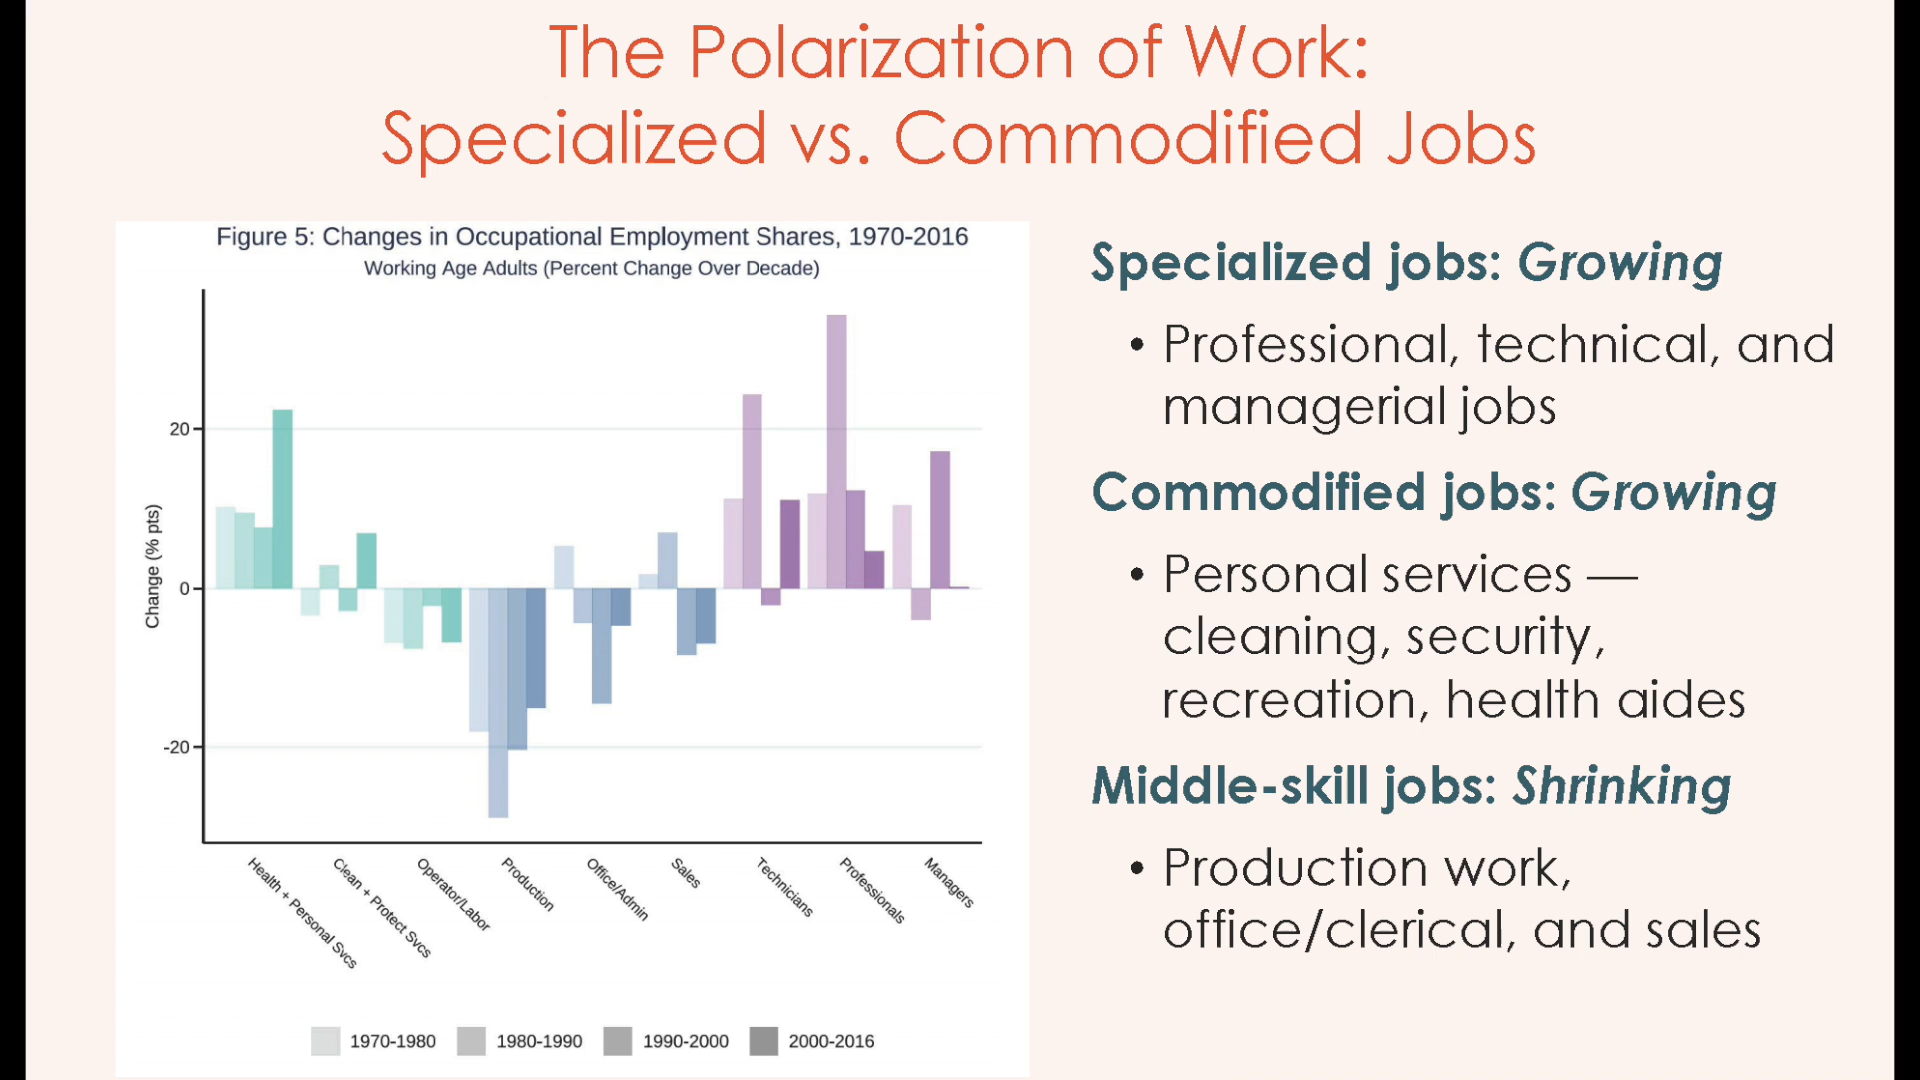 The Polarization of Work:
Specialized vs. Commodified Jobs
Figure 5: Changes in Occupational Employment Shares, 1970-2016
Working Age Adults (Percent Change Over Decade)
Change (% pts)
20
0
-20
Health + Personal Svcs
Clean + Protect Svcs
Operator/Labor
Production
Office/Admin
Sales
Technicians
Professionals
Managers
1970-1980
1980-1990
1990-2000
2000-2016
Specialized jobs: Growing
• Professional, technical, and
managerial jobs
Commodified jobs: Growing
• Personal services —
cleaning, security,
recreation, health aides
Middle-skill jobs: Shrinking
• Production work,
office/clerical, and sales